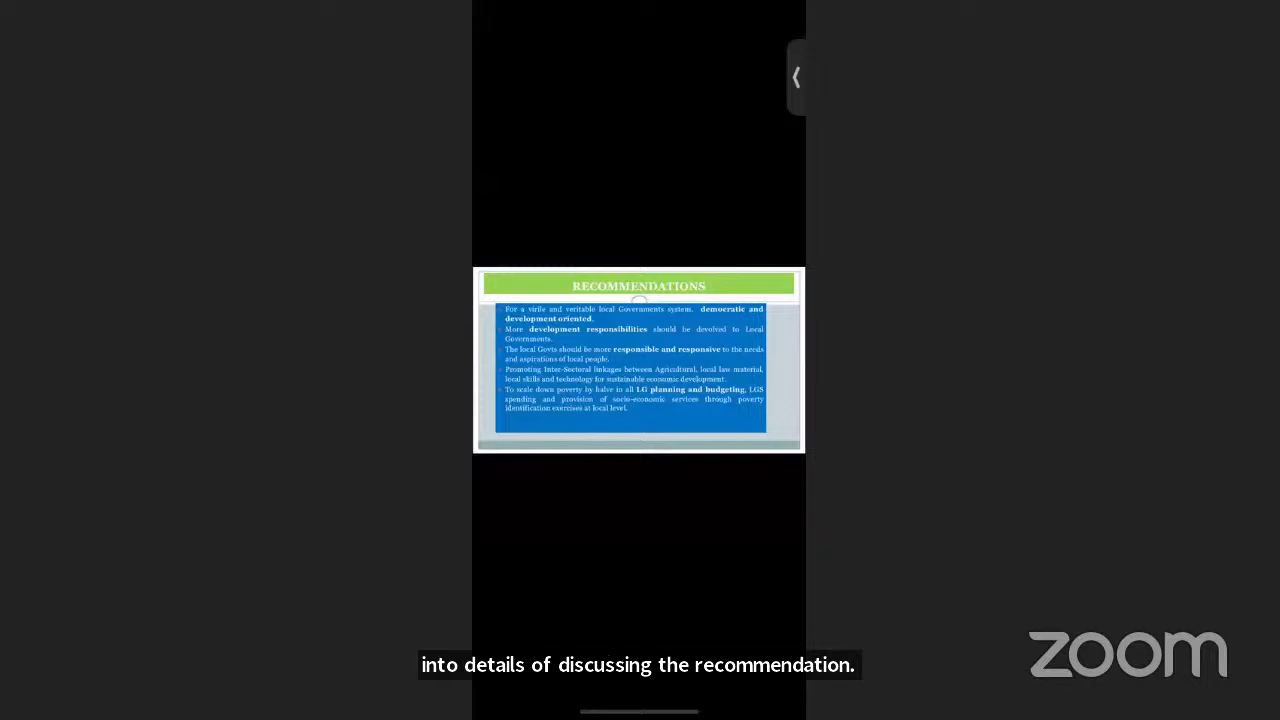 RECOMMENDATIONS
For a virile and veritable local Governments system, democratic and
development oriented.
More development responsibilities should be devolved to Local
Governments.
The local Govts should be more responsible and responsive to the needs
and aspirations of local people.
Promoting Inter-Sectoral linkages between Agricultural, local law material,
local skills and technology for sustainable economic development.
To scale down poverty by halve in all LG planning and budgeting, LGS
spending and provision of socio-economic services through poverty
identification exercises at local level.
into details of discussing the recommendation.
zoom